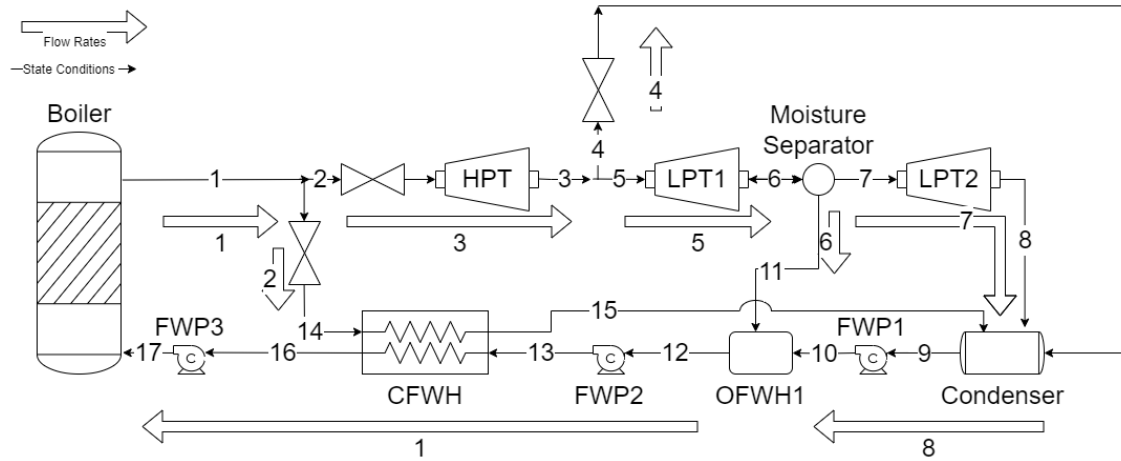 Flow Rates
State Conditions
Boiler
Moisture
Separator
4
4
1
2
HPT
3
5
LPT1
6
7
LPT2
1
3
5
6
7
8
2
11
14
15
FWP3
FWP1
17
16
13
12
10
9
CFWH
FWP2
OFWH1
Condenser
1
8